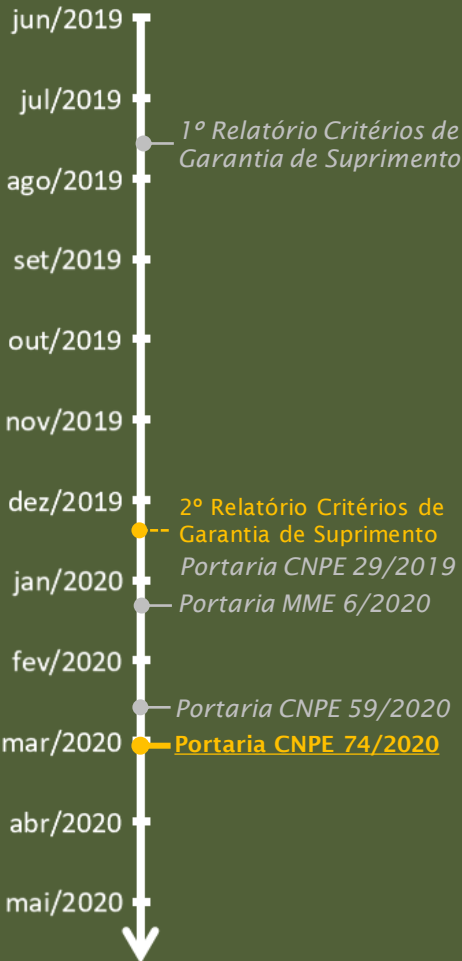 jun/2019
jul/2019
1º Relatório Critérios de
Garantia de Suprimento
ago/2019
set/2019
out/2019
nov/2019
dez/2019
2º Relatório Critérios de
Garantia de Suprimento
Portaria CNPE 29/2019
jan/2020
Portaria MME 6/2020
fev/2020
Portaria CNPE 59/2020
mar/2020
Portaria CNPE 74/2020
abr/2020
mai/2020